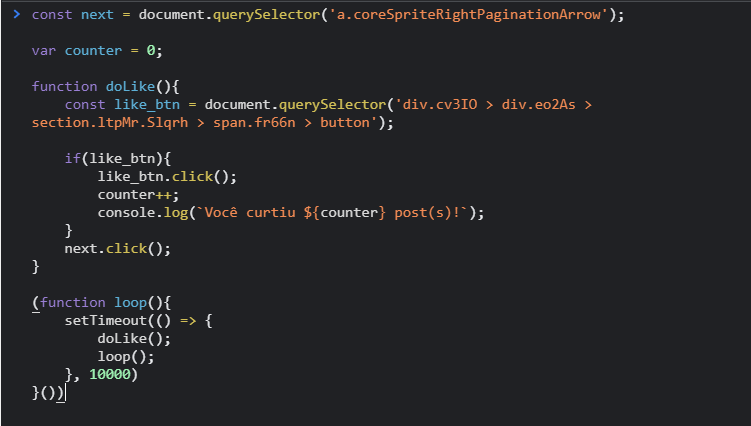 > const next = document.querySelector('a.coreSpriteRightPaginationArrow');
var counter = 0;
function doLike(){
    const like_btn = document.querySelector('div.cv3IO > div.eo2As >
section.ltpMr.Slqrh > span.fr66n > button');
    if(like_btn){
        like_btn.click();
        counter++;
        console.log(`Você curtiu ${counter} post(s)!`);
    }
    next.click();
}
(function loop(){
    setTimeout(() => {
        doLike();
        loop();
    }, 10000)
}())